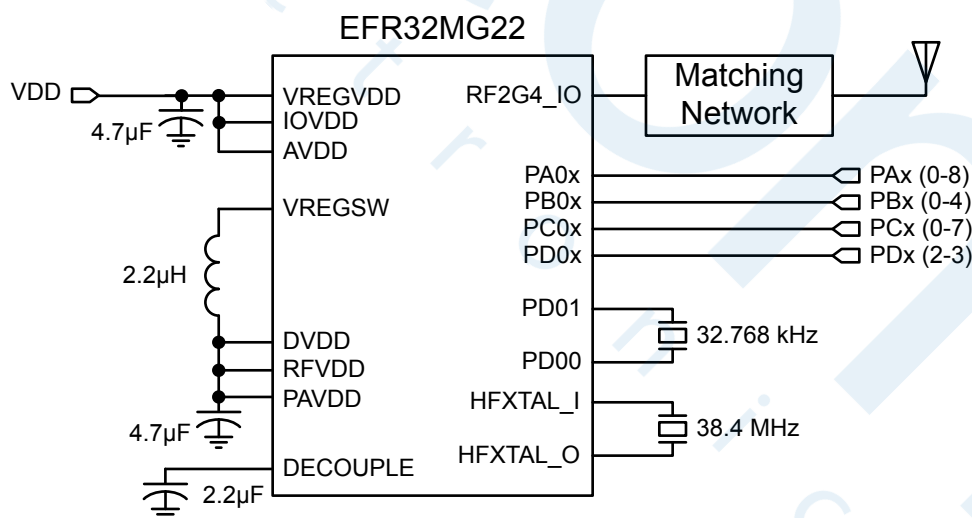 EFR32MG22
VDD
4.7µF
VREGVDD
IOVDD
AVDD
VREGSW
2.2µH
DVDD
RFVDD
PAVDD
4.7µF
DECOUPLE
2.2µF
RF2G4_IO
Matching
Network
PA0x
PAx (0-8)
PB0x
PBx (0-4)
PC0x
PCx (0-7)
PD0x
PDx (2-3)
PD01
32.768 kHz
PD00
HFXTAL_I
38.4 MHz
HFXTAL_O